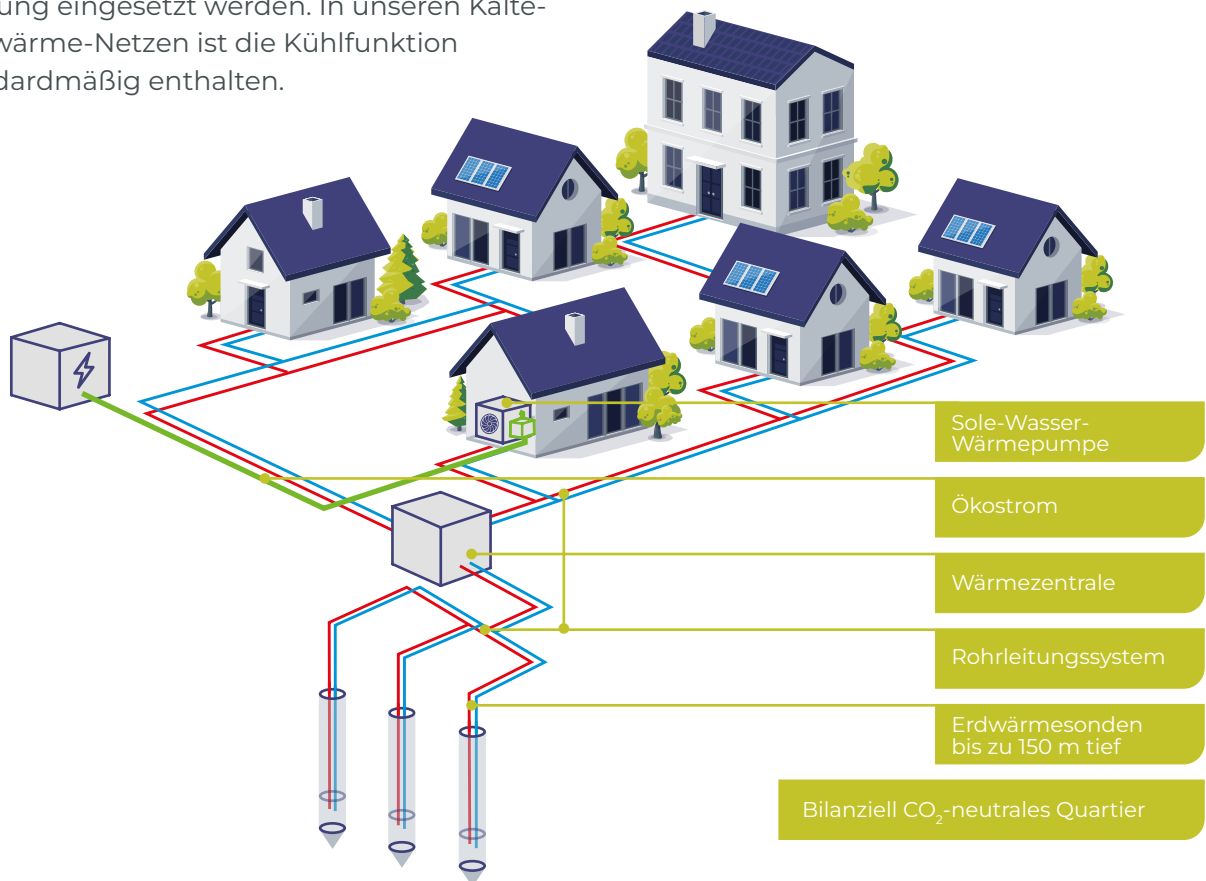 ung eingesetzt werden. In unseren Kalte-
wärme-Netzen ist die Kühlfunktion
dardmäßig enthalten.
Sole-Wasser-
Wärmepumpe
Ökostrom
Wärmezentrale
Rohrleitungssystem
Erdwärmesonden
bis zu 150 m tief
Bilanziell CO₂-neutrales Quartier